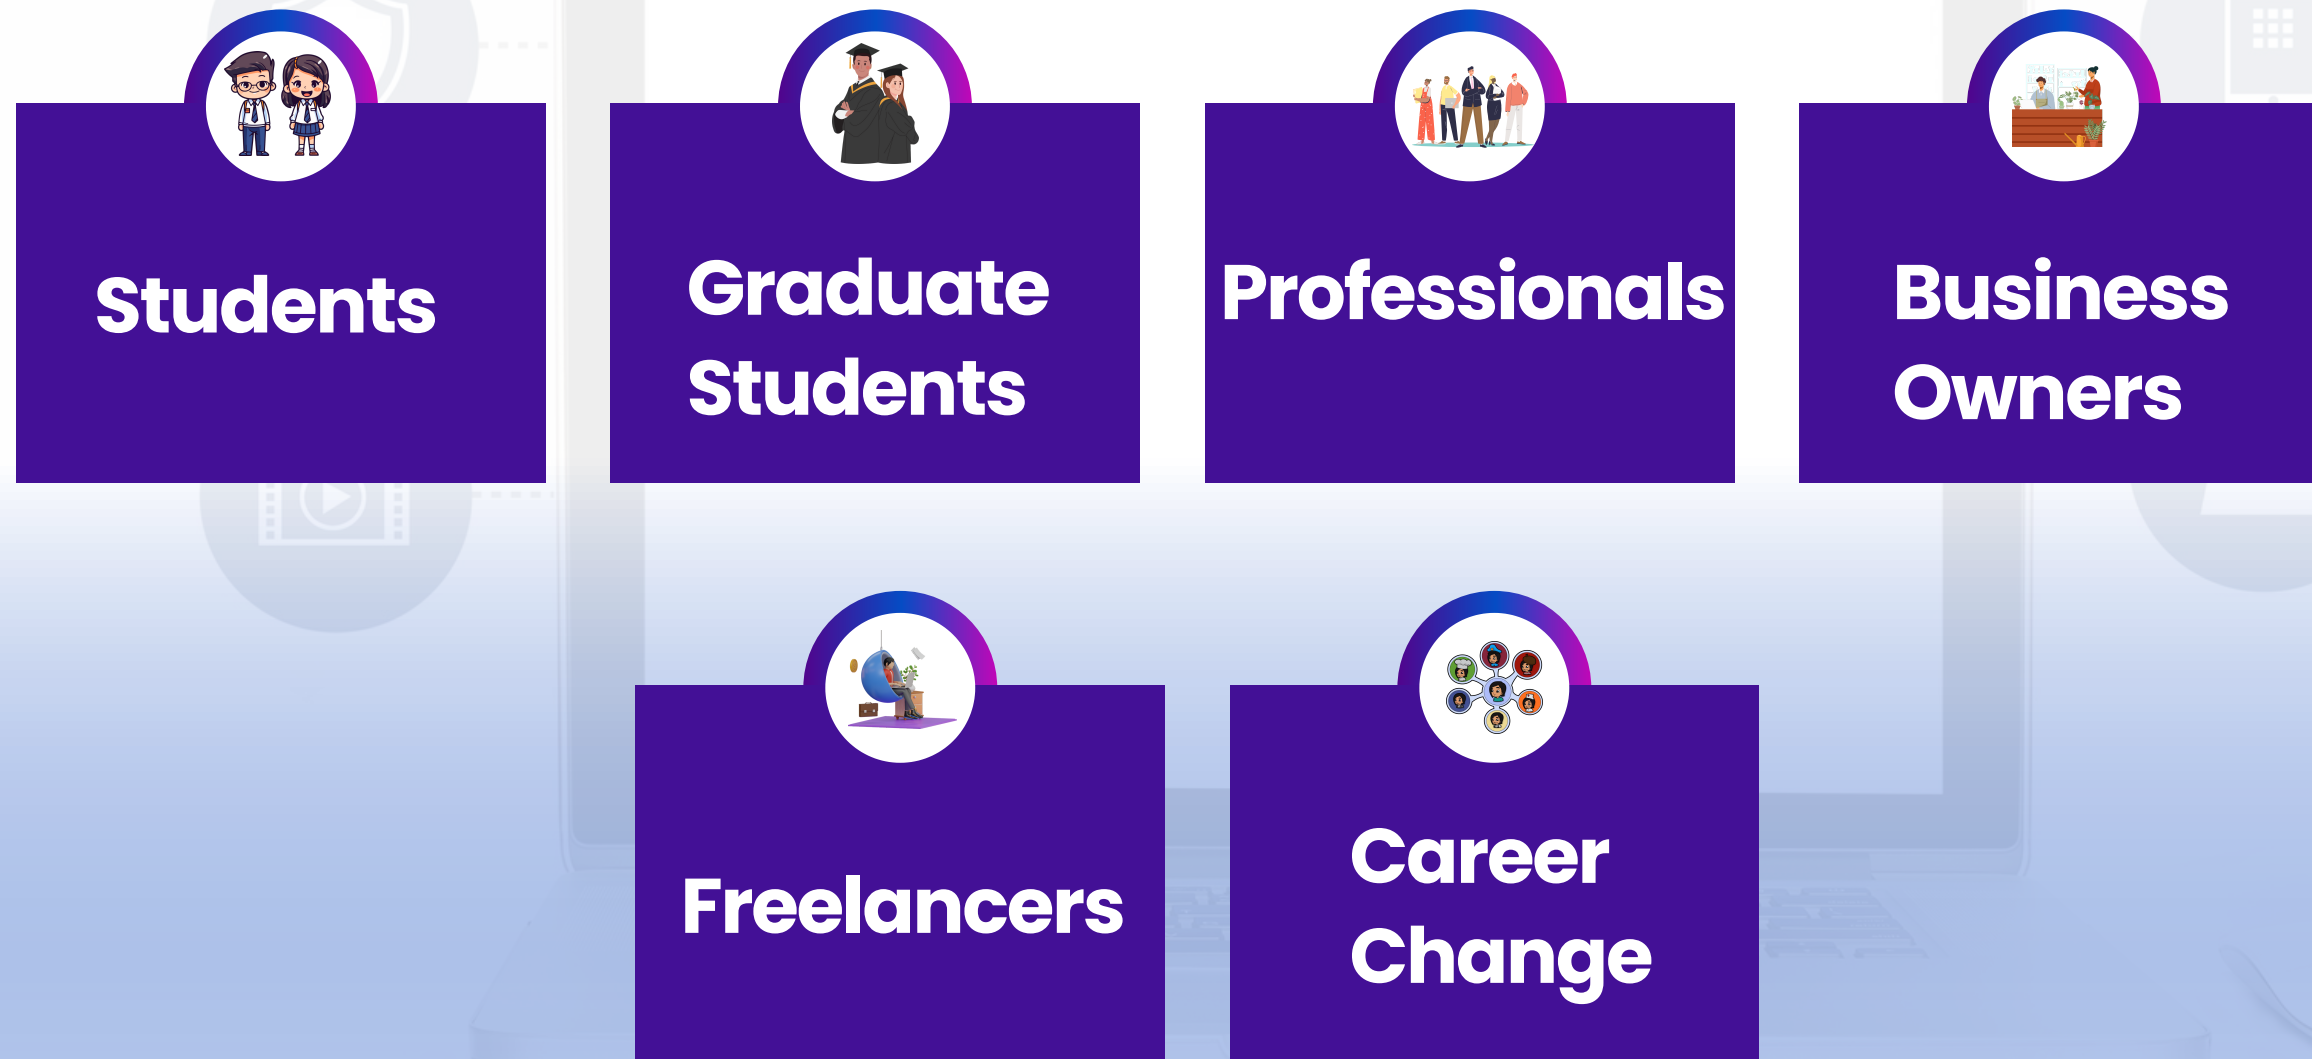 Students
Graduate
Students
Professionals
Business
Owners
Freelancers
Career
Change